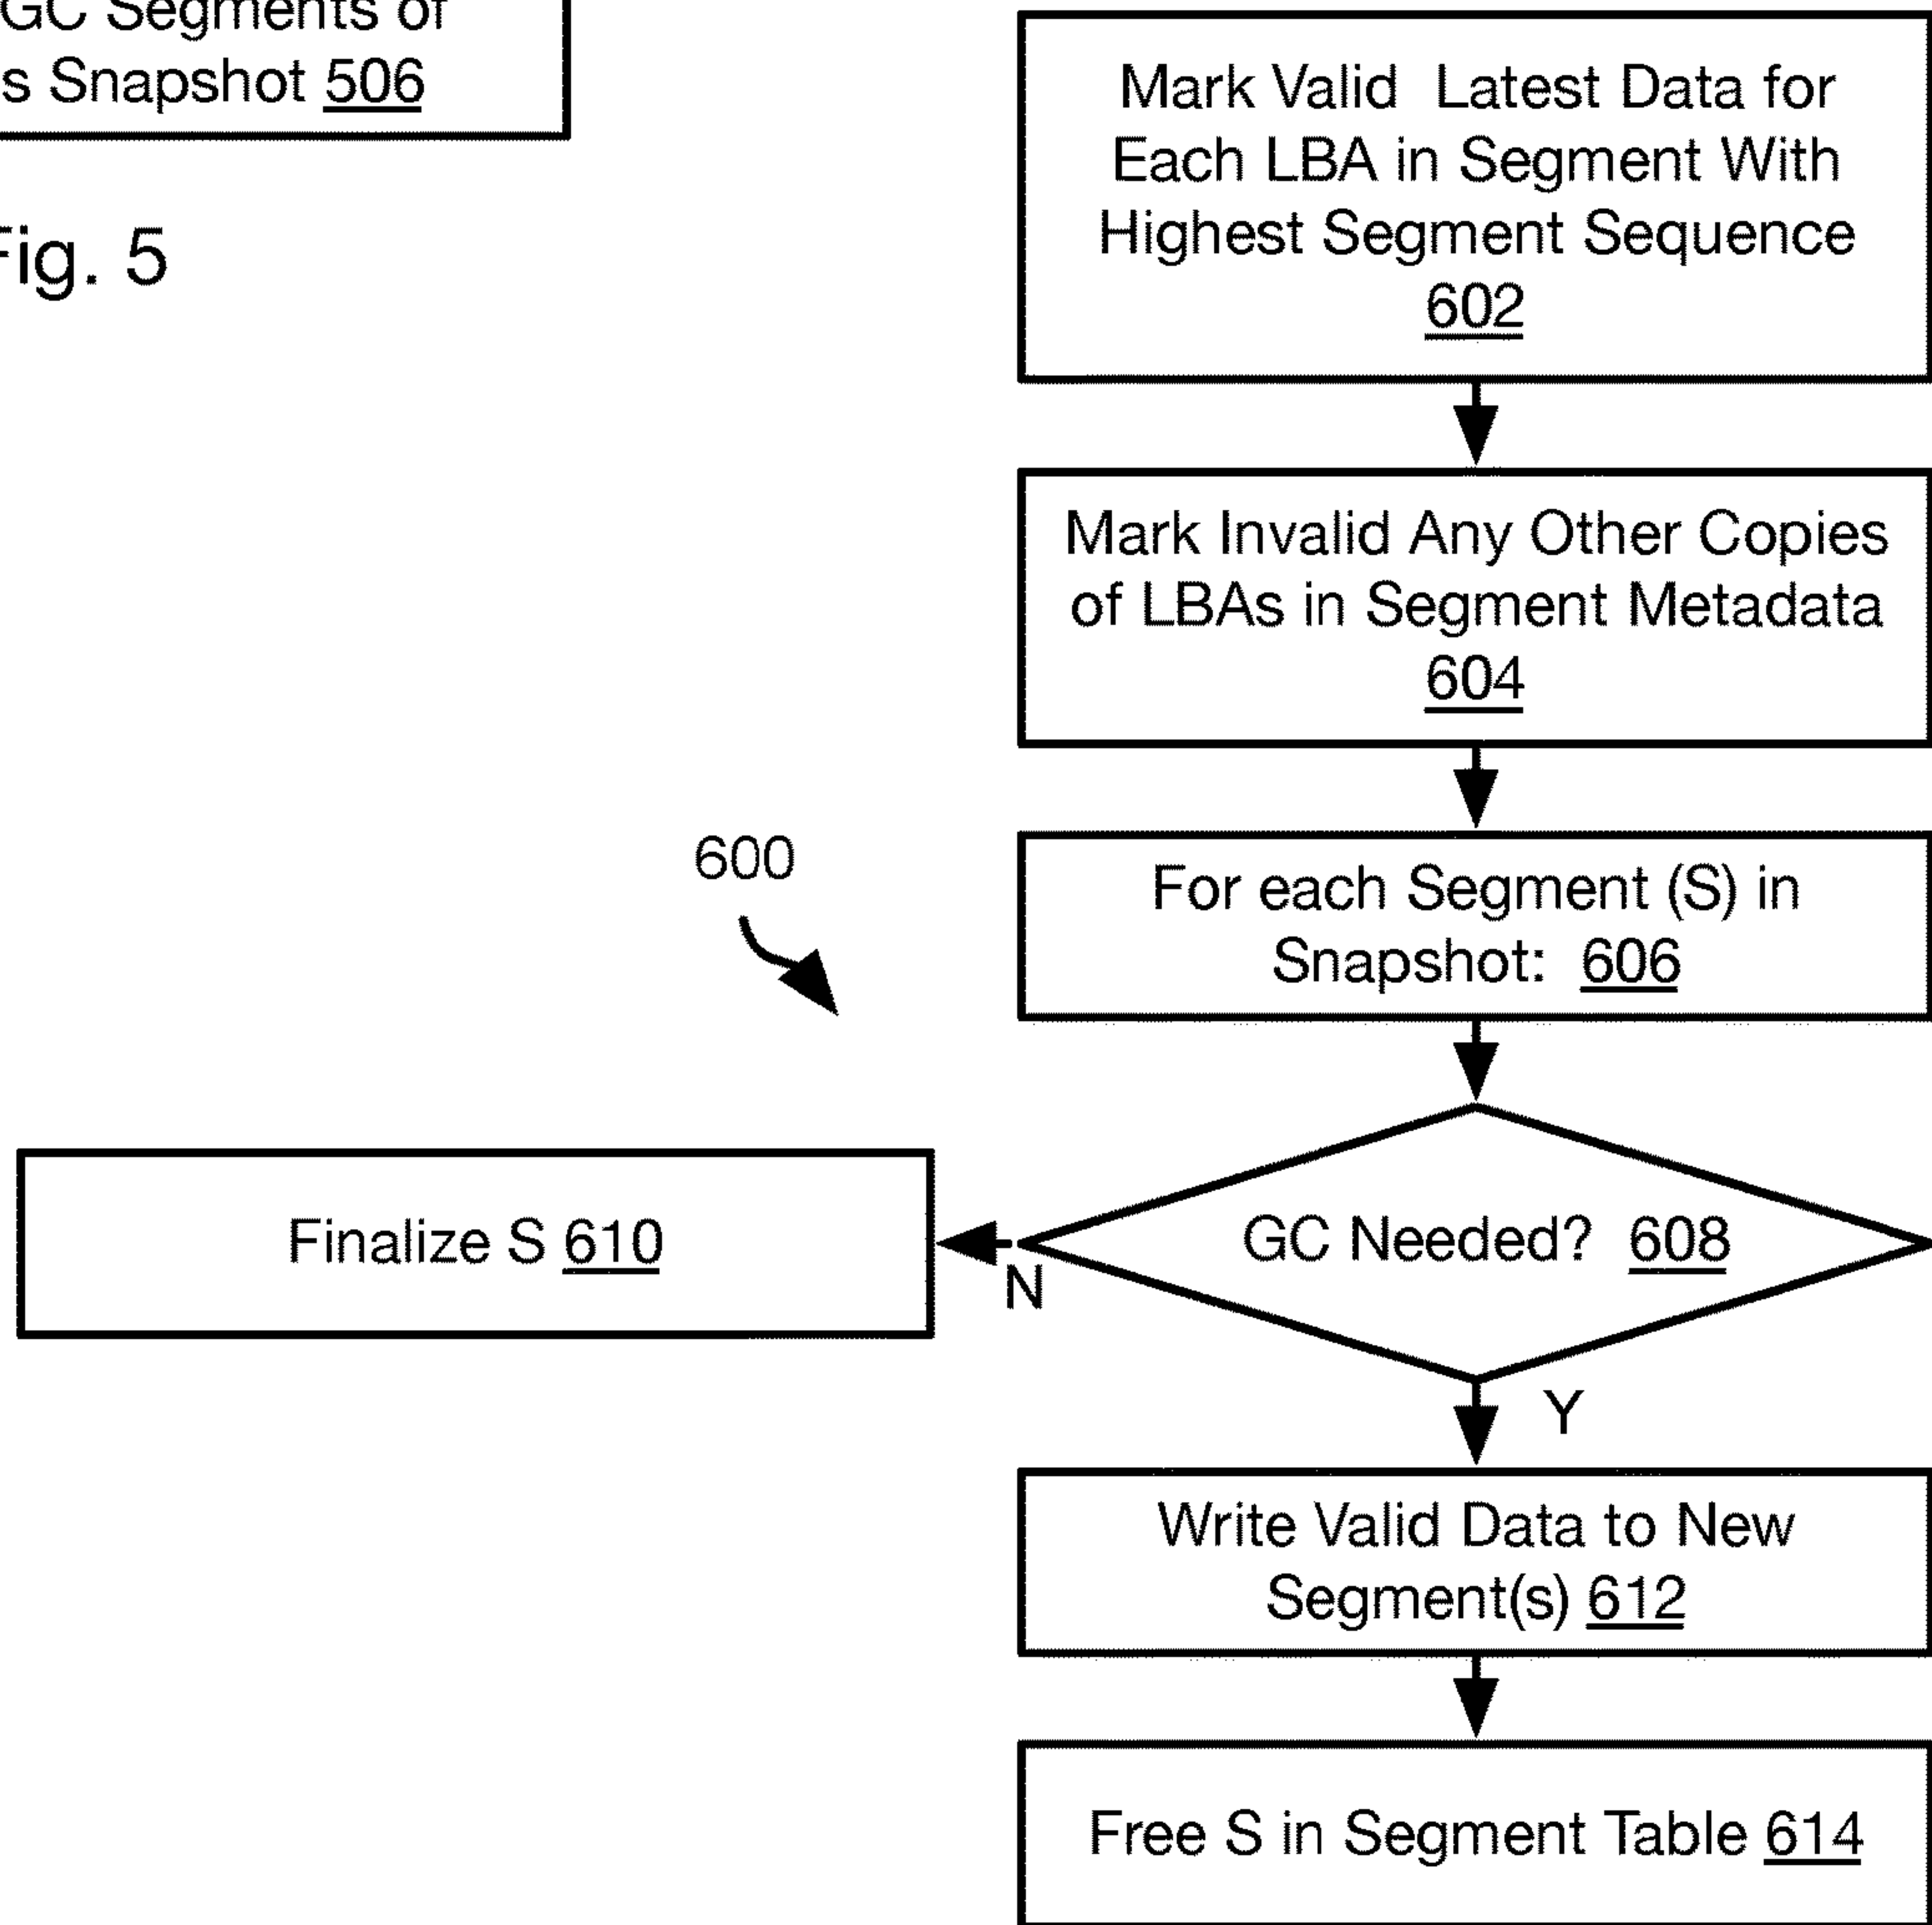 GC Segments of
s Snapshot 506
Fig. 5
Mark Valid Latest Data for
Each LBA in Segment With
Highest Segment Sequence
602
Mark Invalid Any Other Copies
of LBAs in Segment Metadata
604
600
For each Segment (S) in
Snapshot: 606
GC Needed? 608
N
Finalize S 610
Y
Write Valid Data to New
Segment(s) 612
Free S in Segment Table 614